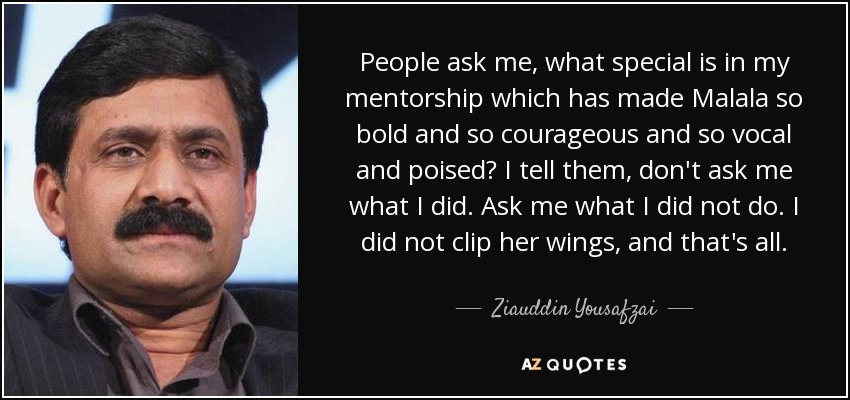 People ask me, what special is in my
mentorship which has made Malala so
bold and so courageous and so vocal
and poised? I tell them, don't ask me
what I did. Ask me what I did not do. I
did not clip her wings, and that's all.
Ziauddin Yousafzai
AZ QUOTES